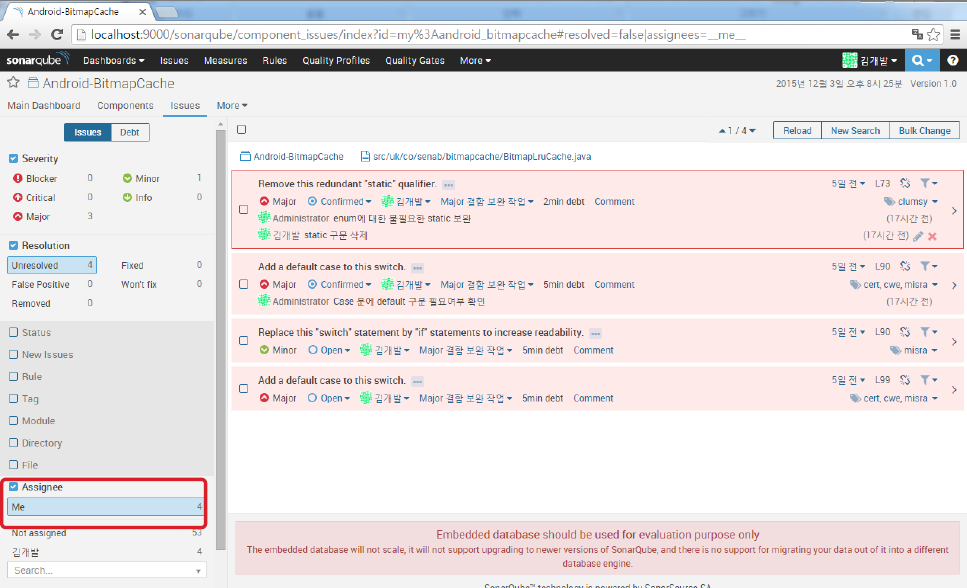 Android-BitmapCache
localhost:9000/sonarqube/component_issues/index?id=my%3Aandroid_bitmapcache#resolved=false|assignees=__me__
sonarqube Dashboards Issues Measures Rules Quality Profiles Quality Gates More 김개발 ?
Android-BitmapCache 2015년 12월 3일 오후 8시 25분 Version 1.0
Main Dashboard Components Issues More
Issues Debt
1 / 4 Reload New Search Bulk Change
Severity
Blocker 0 Minor 1
Critical 0 Info 0
Major 3
Resolution
Unresolved 4 Fixed 0
False Positive 0 Won't fix 0
Removed 0
Status
New Issues
Rule
Tag
Module
Directory
File
Assignee
Me 4
Not assigned 53
김개발 4
Search...
Android-BitmapCache src/uk/co/senab/bitmapcache/BitmapLruCache.java
Remove this redundant "static" qualifier. 5일 전 L73
Major Confirmed 김개발 Major 결함 보완 작업 2min debt Comment clumsy
Administrator enum에 대한 불필요한 static 보완 (17시간 전)
김개발 static 구문 삭제 (17시간 전)
Add a default case to this switch. 5일 전 L90
Major Confirmed 김개발 Major 결함 보완 작업 5min debt Comment cert, cwe, misra
Administrator Case 문에 default 구문 필요여부 확인 (17시간 전)
Replace this "switch" statement by "if" statements to increase readability. 5일 전 L90
Minor Open 김개발 Major 결함 보완 작업 5min debt Comment misra
Add a default case to this switch. 5일 전 L99
Major Open 김개발 Major 결함 보완 작업 5min debt Comment cert, cwe, misra
Embedded database should be used for evaluation purpose only
The embedded database will not scale, it will not support upgrading to newer versions of SonarQube, and there is no support for migrating your data out of it into a different
database engine.
SonarQube™ technology is powered by SonarSource SA